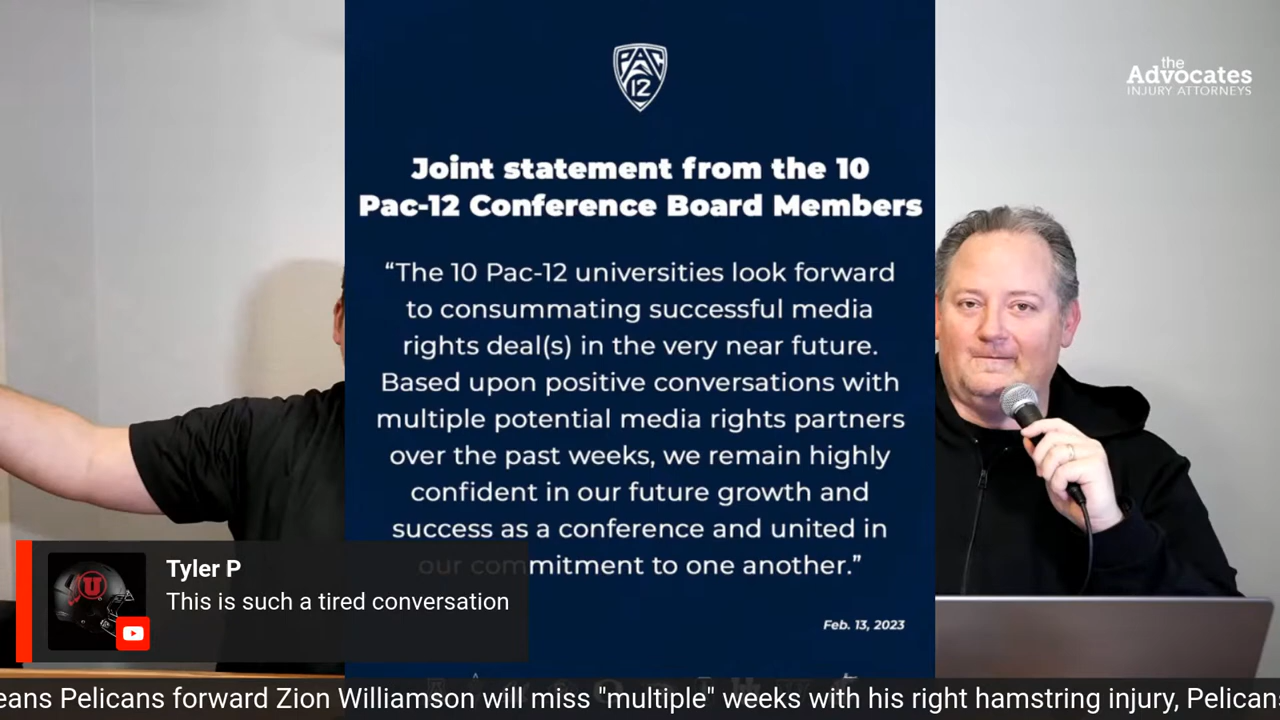 PAC
12
the
Advocates
INJURY ATTORNEYS
Joint statement from the 10
Pac-12 Conference Board Members
“The 10 Pac-12 universities look forward
to consummating successful media
rights deal(s) in the very near future.
Based upon positive conversations with
multiple potential media rights partners
over the past weeks, we remain highly
confident in our future growth and
success as a conference and united in
our commitment to one another.”
Feb. 13, 2023
Tyler P
This is such a tired conversation
U
eans Pelicans forward Zion Williamson will miss "multiple" weeks with his right hamstring injury, Pelican